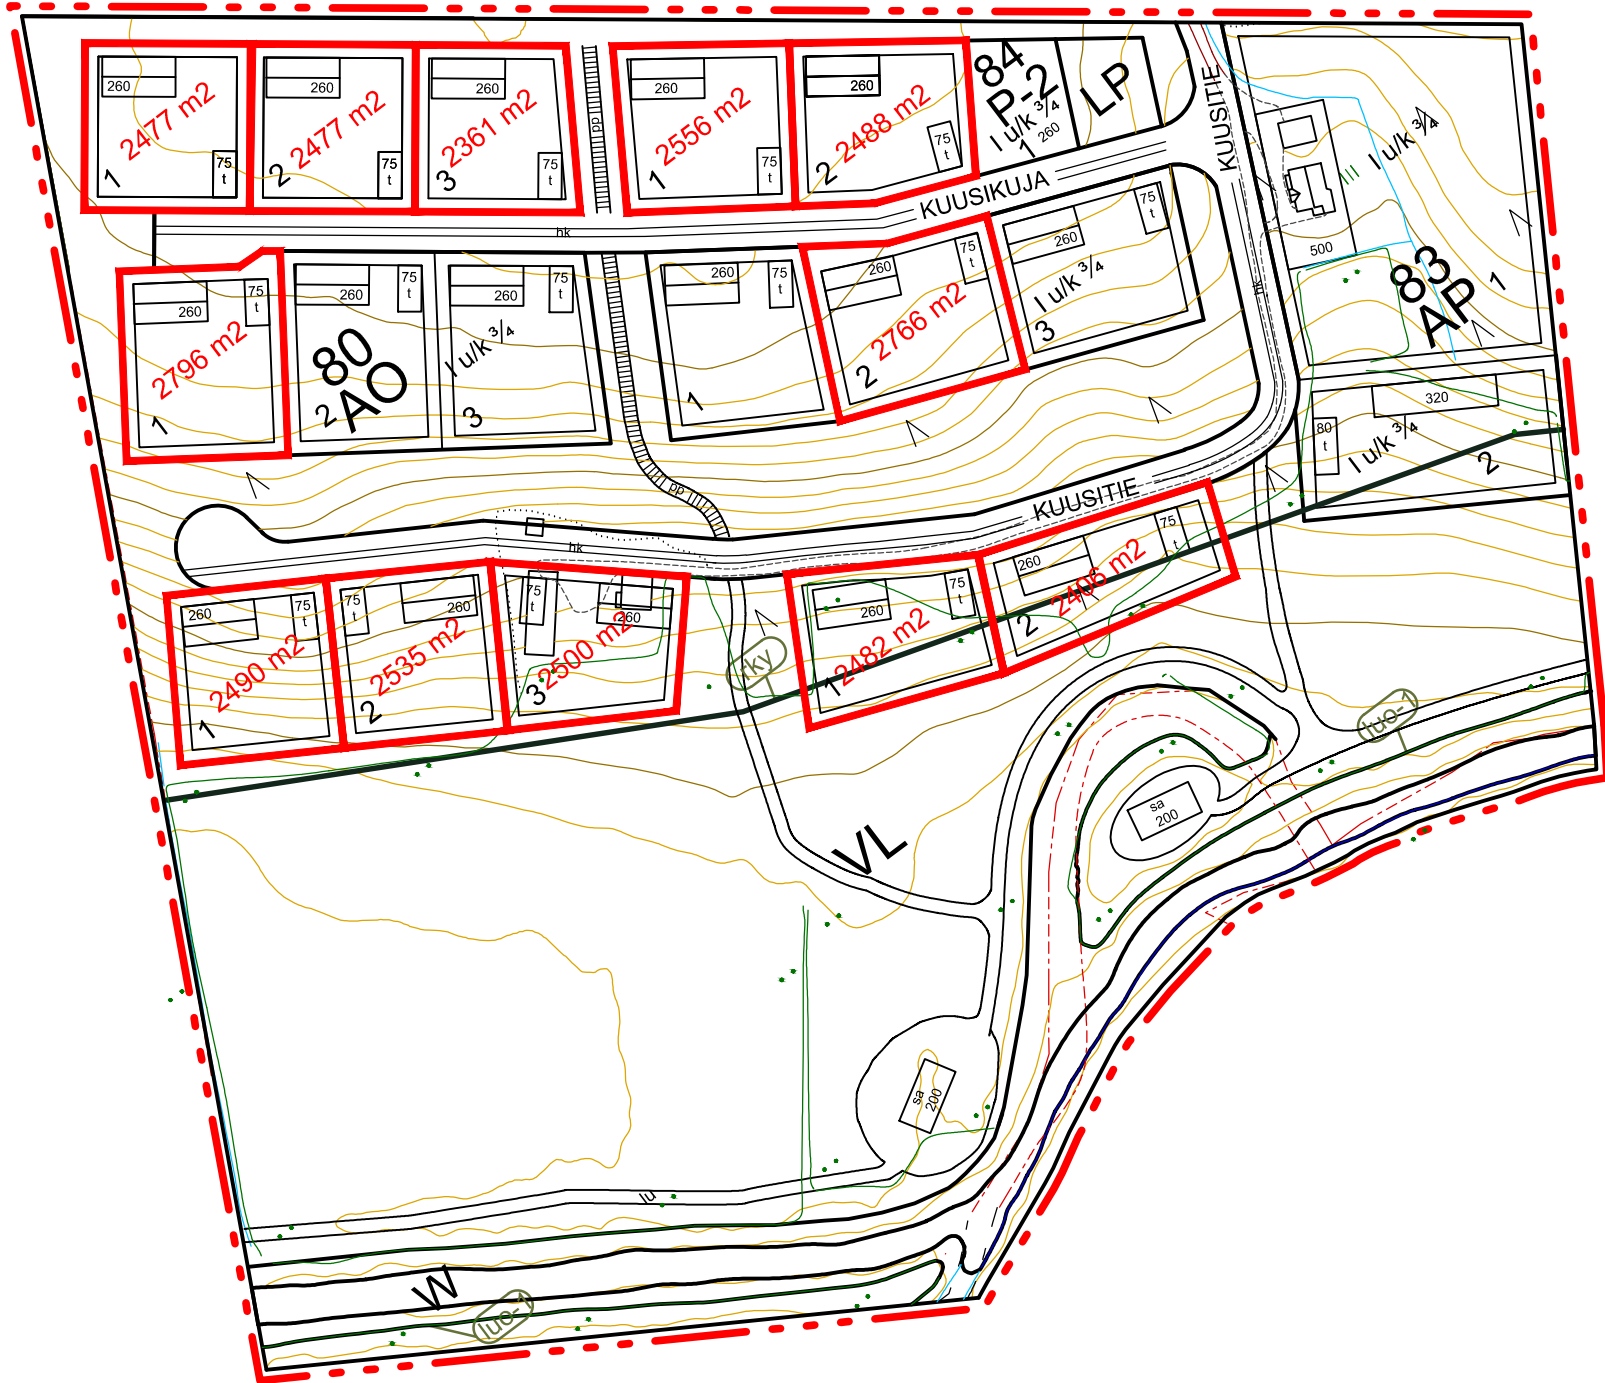 260
2477 m2
75
t
1
260
2477 m2
75
t
2
260
2361 m2
75
t
3
pp
260
2556 m2
75
t
1
260
2488 m2
75
t
2
84
P-2
I u/k ¾
1
260
LP
KUUSITIE
KUUSIKUJA
hk
I u/k ¾
500
83
AP
1
hk
260
75
t
2796 m2
1
260
75
t
80
AO
2
260
75
t
I u/k ¾
3
260
75
t
1
260
75
t
2766 m2
2
260
75
t
I u/k ¾
3
320
80
t
I u/k ¾
2
pp
KUUSITIE
hk
260
75
t
2490 m2
1
75
t
260
2535 m2
2
75
t
260
2500 m2
3
rky
260
75
t
2482 m2
1
260
75
t
2496 m2
2
luo-1
sa
200
VL
sa
200
lu
W
luo-1